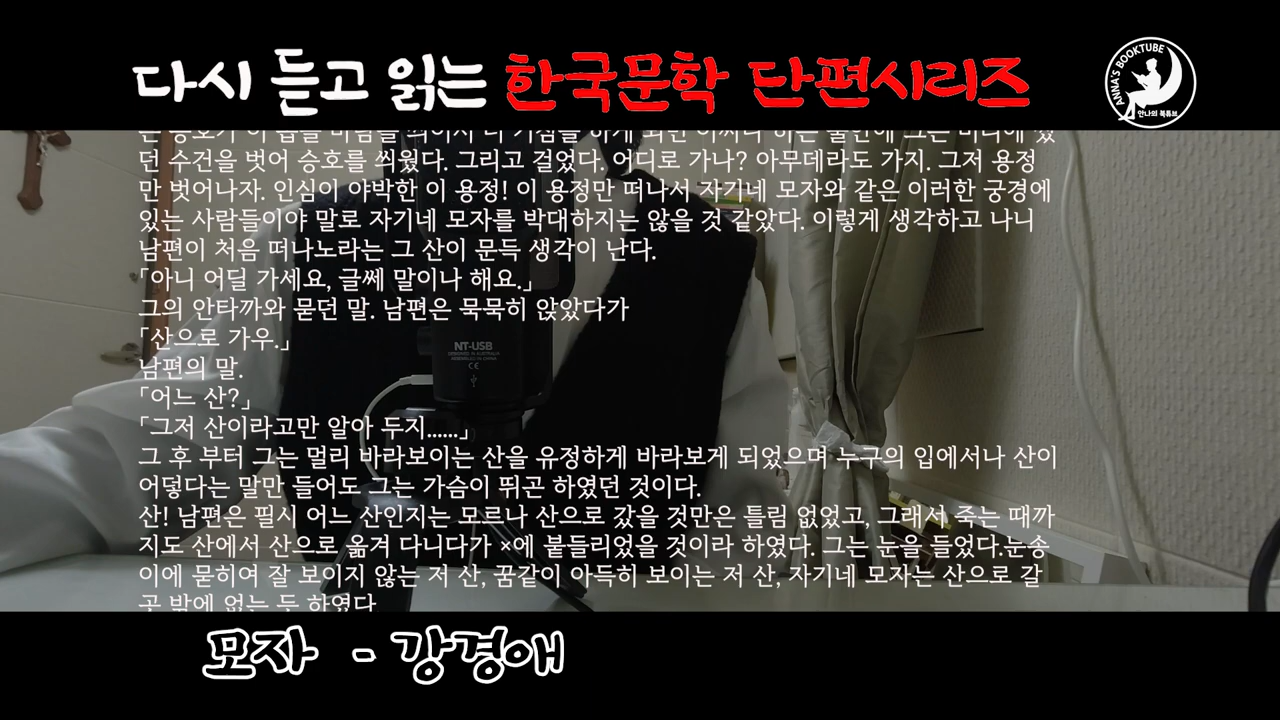 다시 듣고 읽는 한국문학 단편시리즈
ANNA'S BOOKTUBE
안나의 북튜브
던 수건을 벗어 승호를 씌웠다. 그리고 걸었다. 어디로 가나? 아무데라도 가지. 그저 용정
만 벗어나자. 인심이 야박한 이 용정! 이 용정만 떠나서 자기네 모자와 같은 이러한 궁경에
있는 사람들이야 말로 자기네 모자를 박대하지는 않을 것 같았다. 이렇게 생각하고 나니
남편이 처음 떠나노라는 그 산이 문득 생각이 난다.
「아니 어딜 가세요, 글쎄 말이나 해요.」
그의 안타까와 묻던 말. 남편은 묵묵히 앉았다가
「산으로 가우.」
남편의 말.
「어느 산?」
「그저 산이라고만 알아 두지......」
그 후 부터 그는 멀리 바라보이는 산을 유정하게 바라보게 되었으며 누구의 입에서나 산이
어떻다는 말만 들어도 그는 가슴이 뛰곤 하였던 것이다.
산! 남편은 필시 어느 산인지는 모르나 산으로 갔을 것만은 틀림 없었고, 그래서 죽는 때까
지도 산에서 산으로 옮겨 다니다가 ×에 붙들리었을 것이라 하였다. 그는 눈을 들었다.눈송
이에 묻히여 잘 보이지 않는 저 산, 꿈같이 아득히 보이는 저 산, 자기네 모자는 산으로 갈
곳 밖에 없는 듯 하였다
NT-USB
모자 - 강경애